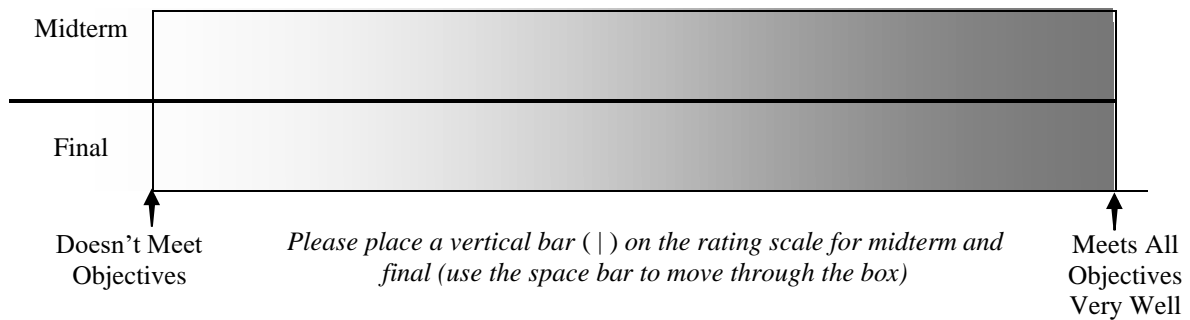 Midterm
Final
Doesn’t Meet
Objectives
Please place a vertical bar ( | ) on the rating scale for midterm and
final (use the space bar to move through the box)
Meets All
Objectives
Very Well